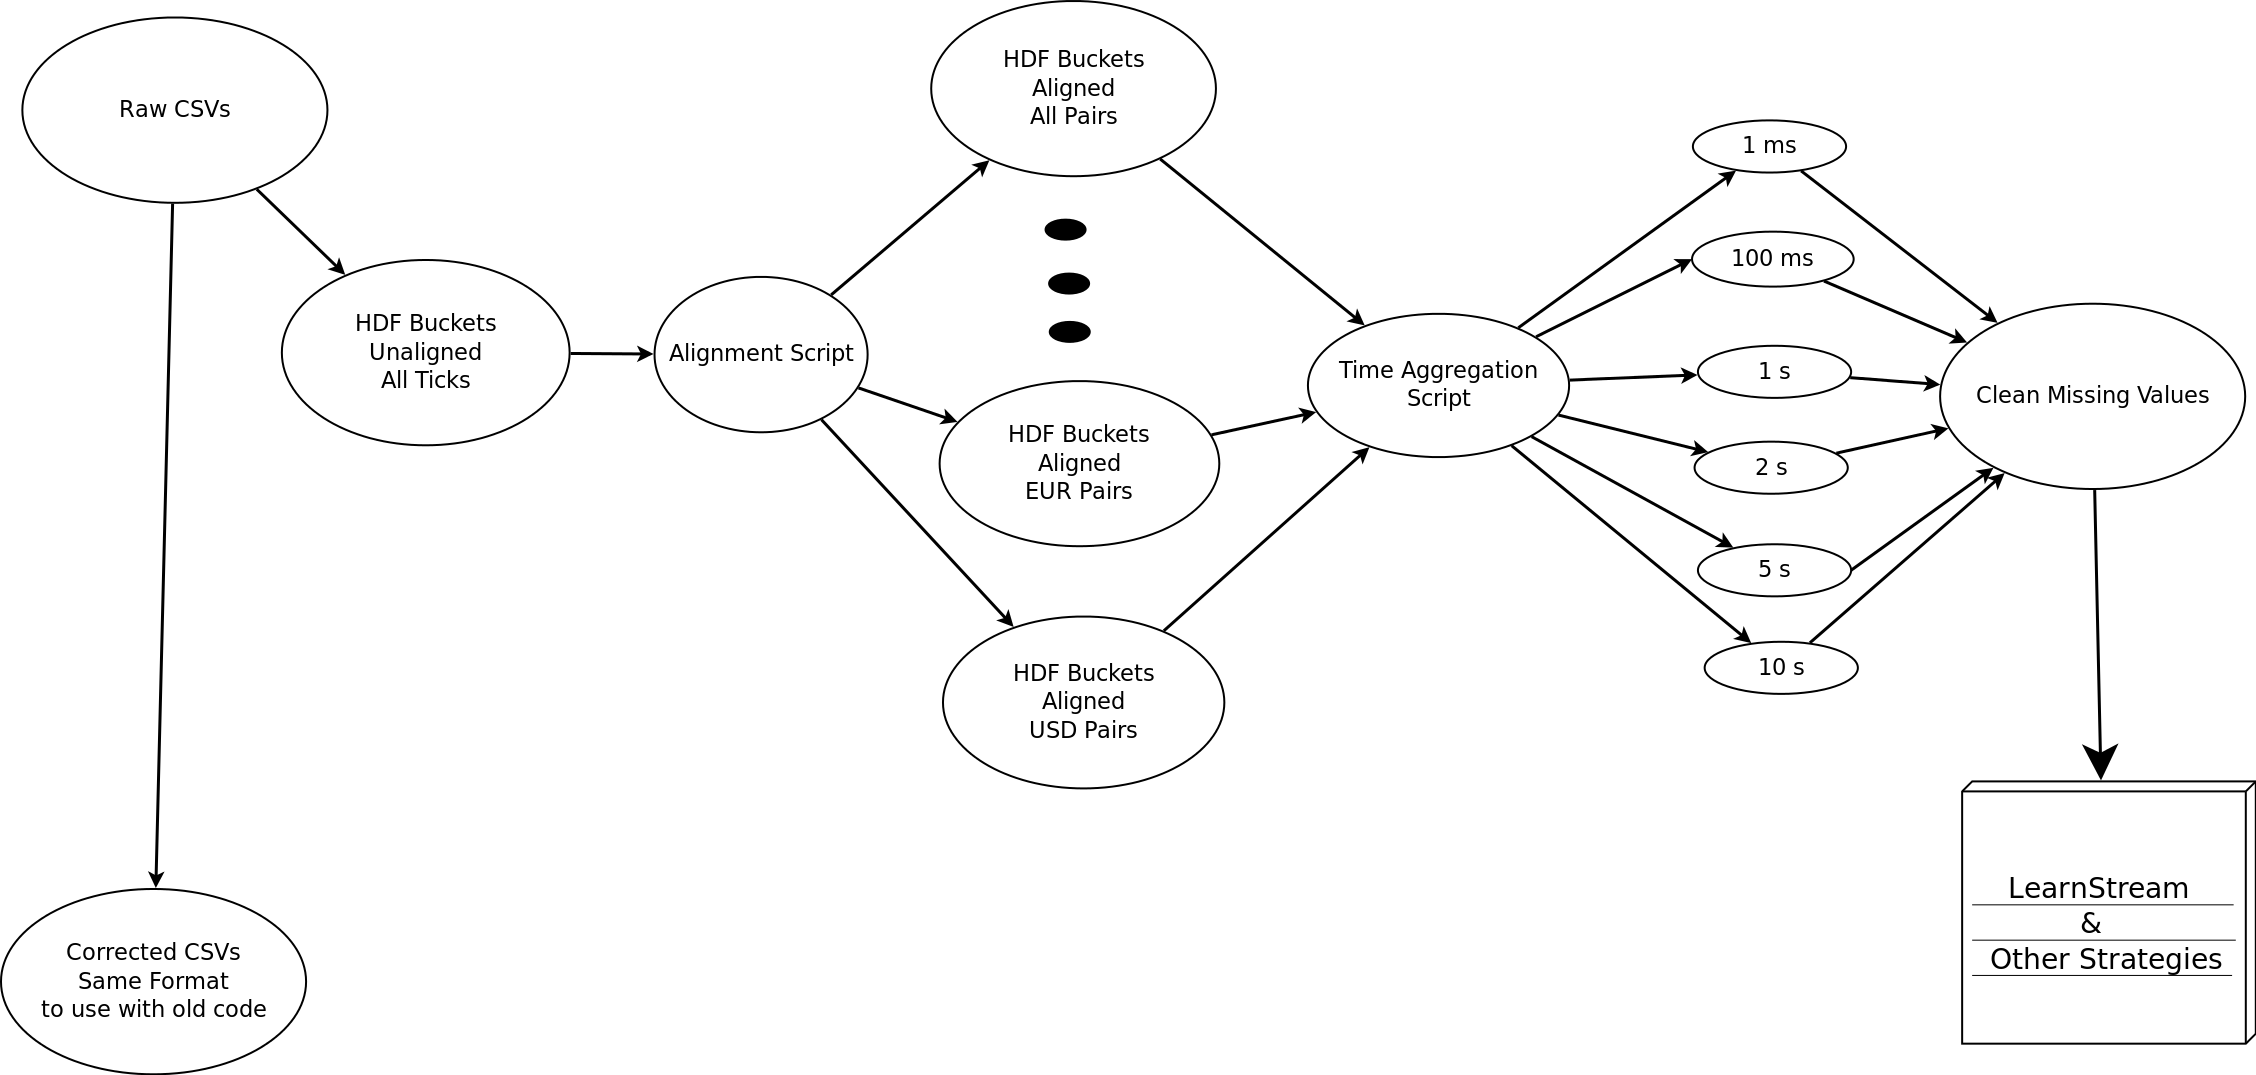 Raw CSVs
HDF Buckets
Unaligned
All Ticks
Corrected CSVs
Same Format
to use with old code
Alignment Script
HDF Buckets
Aligned
All Pairs
HDF Buckets
Aligned
EUR Pairs
HDF Buckets
Aligned
USD Pairs
Time Aggregation
Script
1 ms
100 ms
1 s
2 s
5 s
10 s
Clean Missing Values
LearnStream
&
Other Strategies